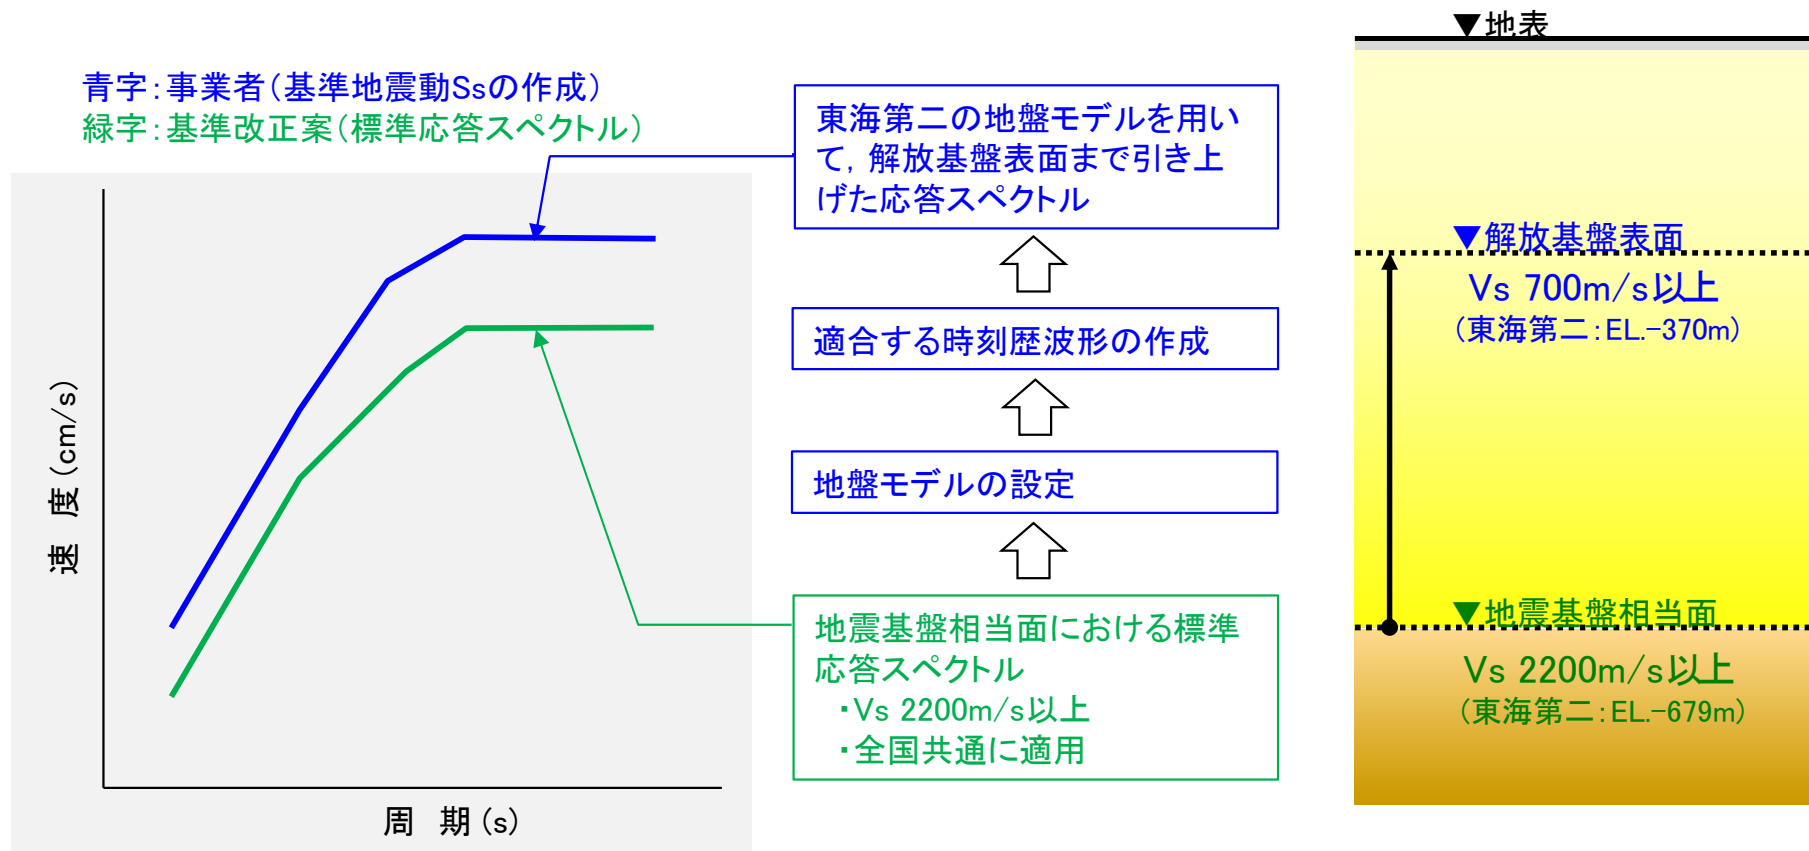 青字：事業者（基準地震動Ssの作成）
緑字：基準改正案（標準応答スペクトル）
速　度(cm/s)
周　期(s)
東海第二の地盤モデルを用い
て，解放基盤表面まで引き上
げた応答スペクトル
適合する時刻歴波形の作成
地盤モデルの設定
地震基盤相当面における標準
応答スペクトル
・Vs 2200m/s以上
・全国共通に適用
▼地表
▼解放基盤表面
Vs 700m/s以上
（東海第二：EL.-370m）
▼地震基盤相当面
Vs 2200m/s以上
（東海第二：EL.-679m）